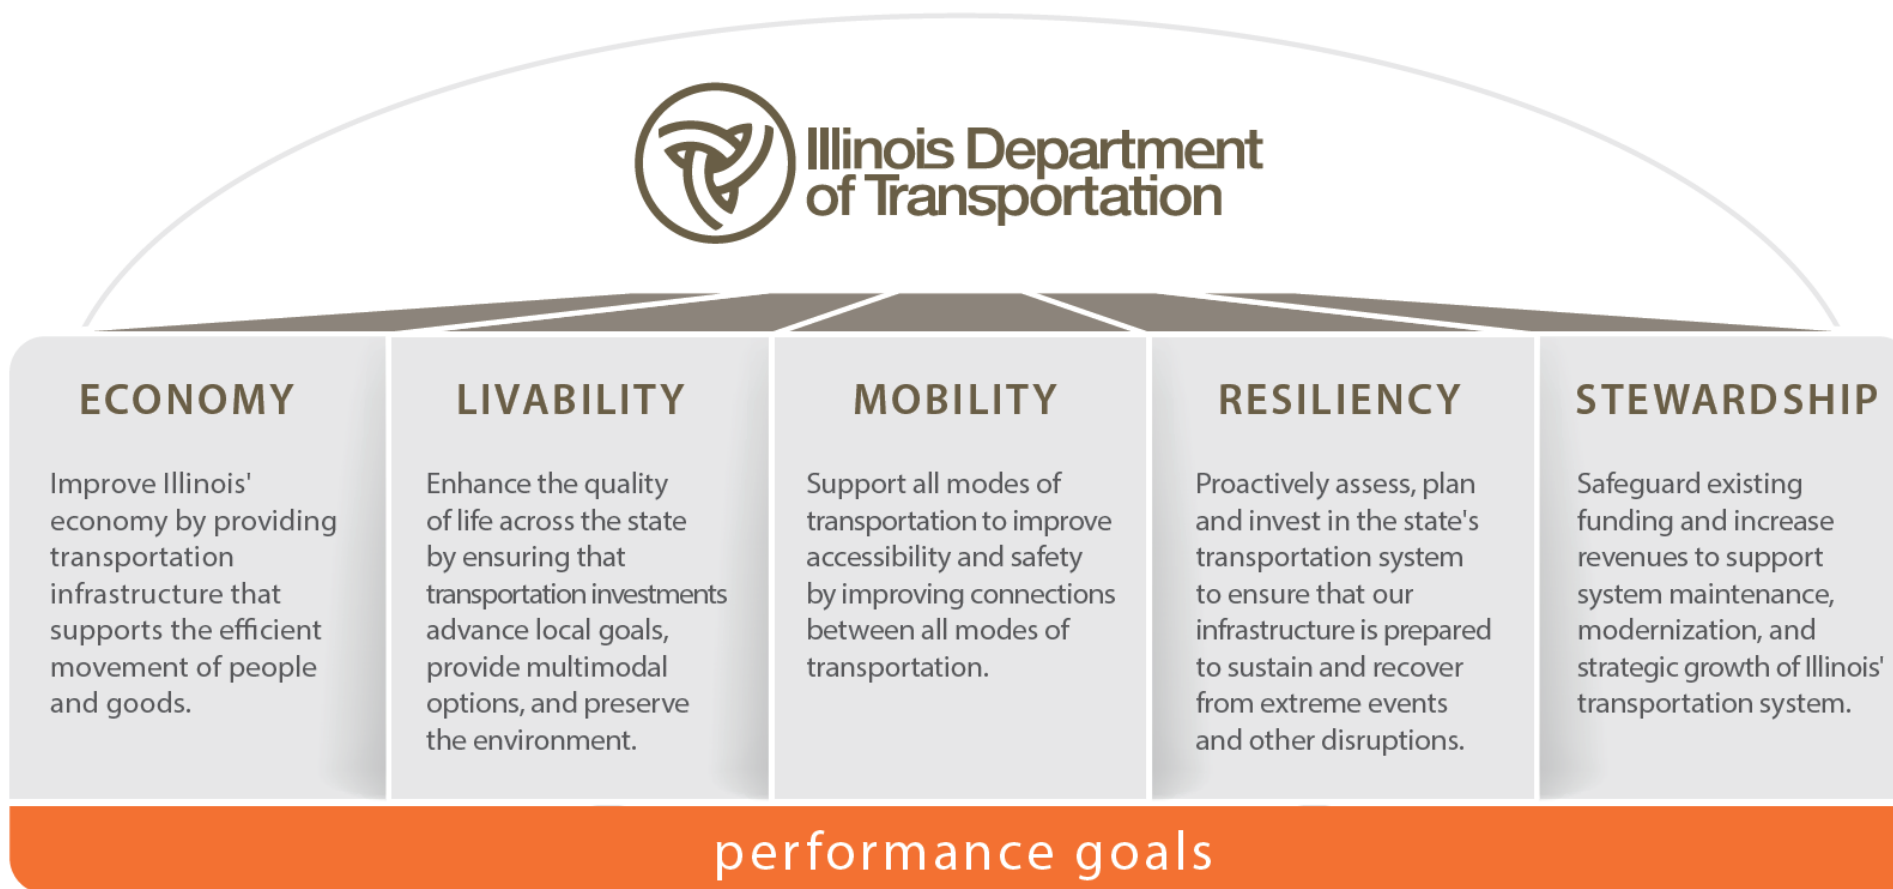 Illinois Department
of Transportation
ECONOMY
Improve Illinois'
economy by providing
transportation
infrastructure that
supports the efficient
movement of people
and goods.
LIVABILITY
Enhance the quality
of life across the state
by ensuring that
transportation investments
advance local goals,
provide multimodal
options, and preserve
the environment.
MOBILITY
Support all modes of
transportation to improve
accessibility and safety
by improving connections
between all modes of
transportation.
RESILIENCY
Proactively assess, plan
and invest in the state's
transportation system
to ensure that our
infrastructure is prepared
to sustain and recover
from extreme events
and other disruptions.
STEWARDSHIP
Safeguard existing
funding and increase
revenues to support
system maintenance,
modernization, and
strategic growth of Illinois'
transportation system.
performance goals